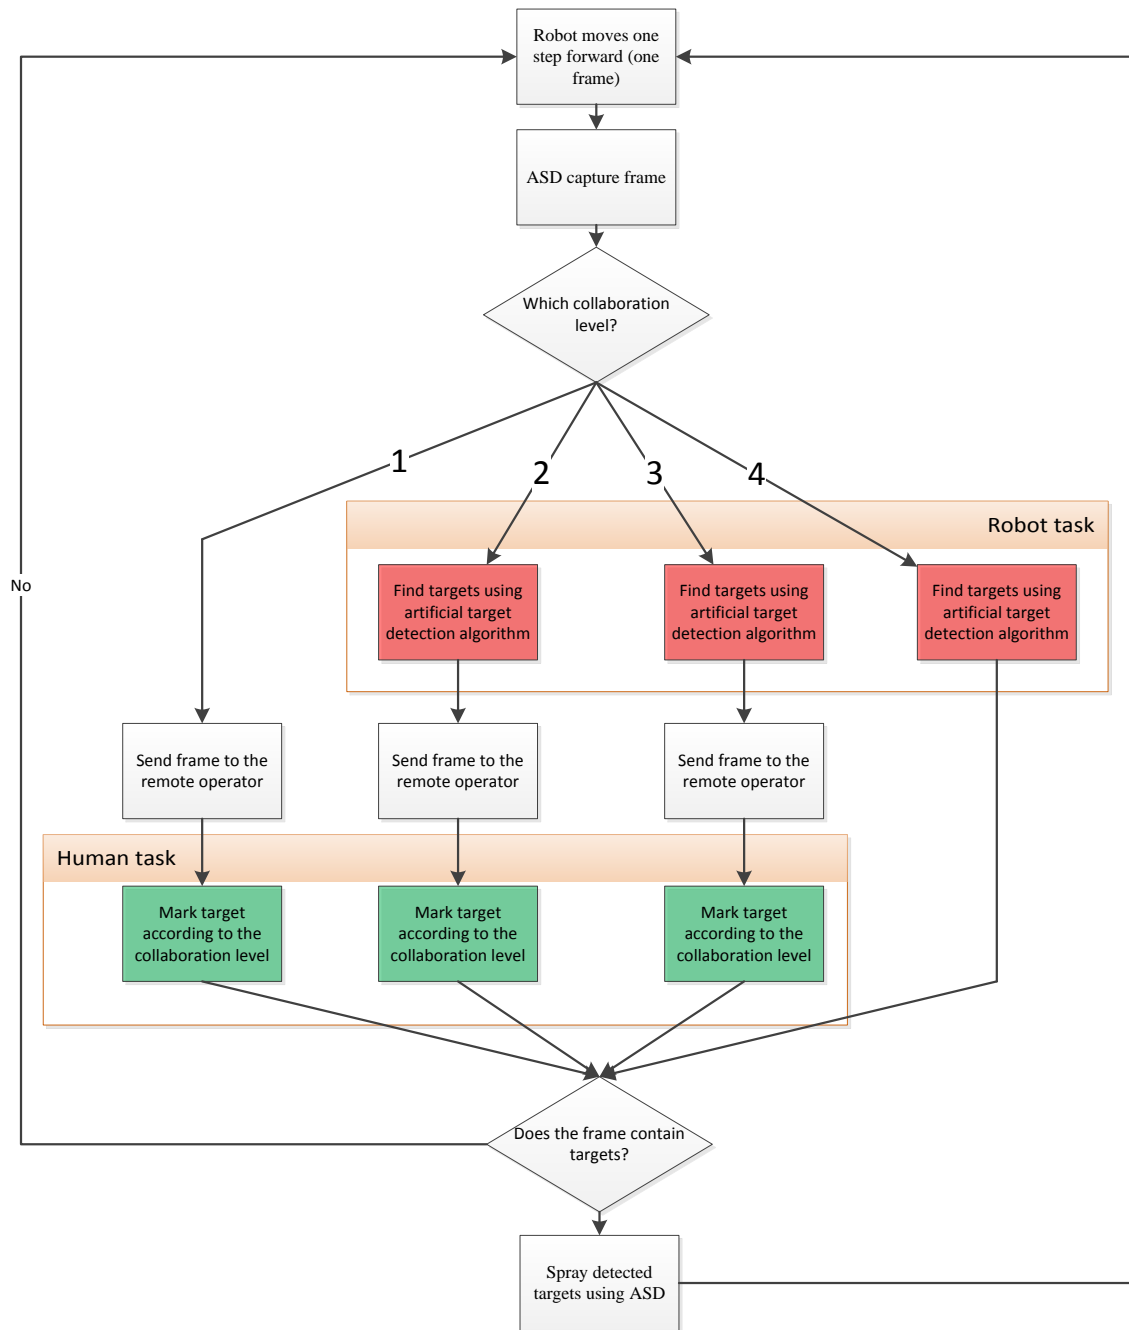 Robot moves one
step forward (one
frame)
ASD capture frame
Which collaboration
level?
1
2
3
4
Robot task
No
Find targets using
artificial target
detection algorithm
Find targets using
artificial target
detection algorithm
Find targets using
artificial target
detection algorithm
Send frame to the
remote operator
Send frame to the
remote operator
Send frame to the
remote operator
Human task
Mark target
according to the
collaboration level
Mark target
according to the
collaboration level
Mark target
according to the
collaboration level
Does the frame contain
targets?
Spray detected
targets using ASD